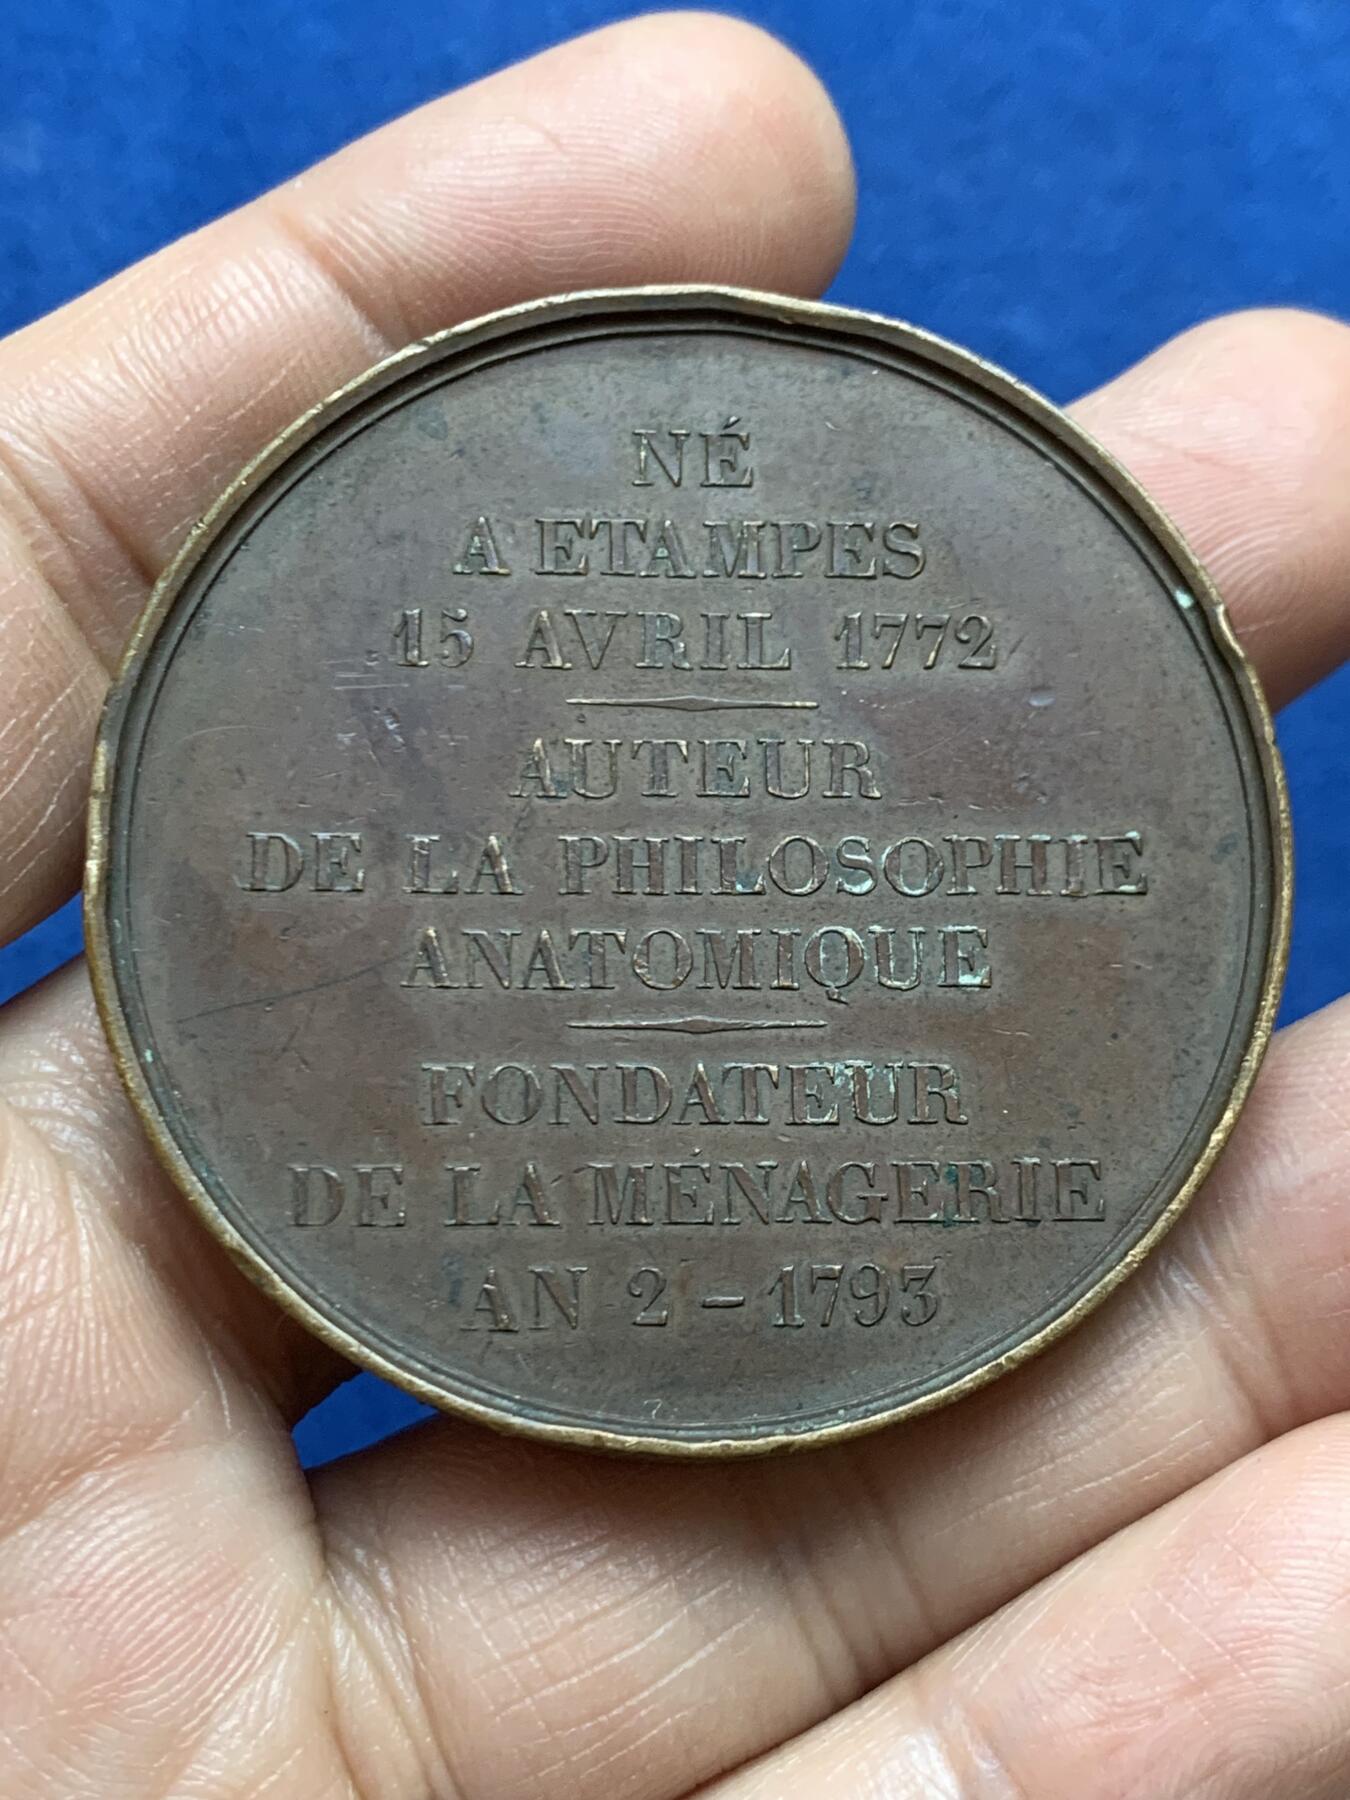 NÉ
A ETAMPES
15 AVRIL 1772
AUTEUR
DE LA PHILOSOPHIE
ANATOMIQUE
FONDATEUR
DE LA MÉNAGERIE
AN 2 - 1793